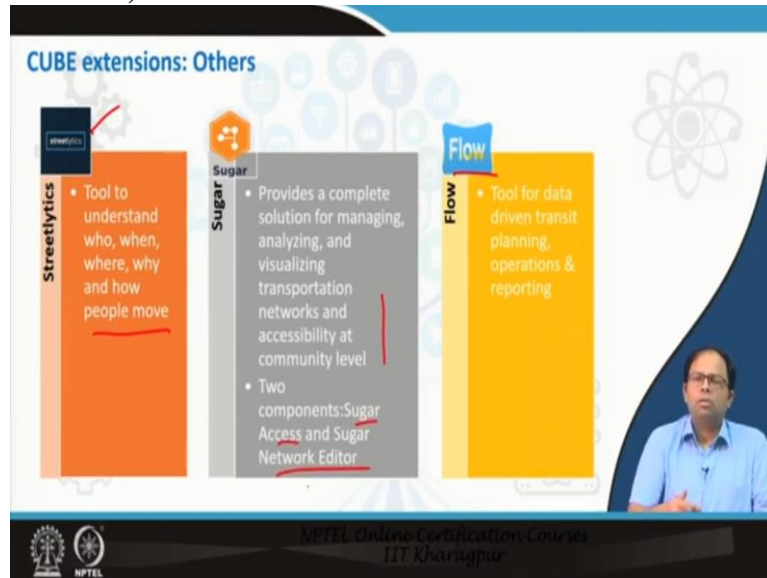 CUBE extensions: Others
streetlytics
Streetlytics
• Tool to
understand
who, when,
where, why
and how
people move
Sugar
Sugar
• Provides a complete
solution for managing,
analyzing, and
visualizing
transportation
networks and
accessibility at
community level
• Two
components:Sugar
Access and Sugar
Network Editor
Flow
Flow
• Tool for data
driven transit
planning,
operations &
reporting
NPTEL
NPTEL Online Certification Courses
IIT Kharagpur